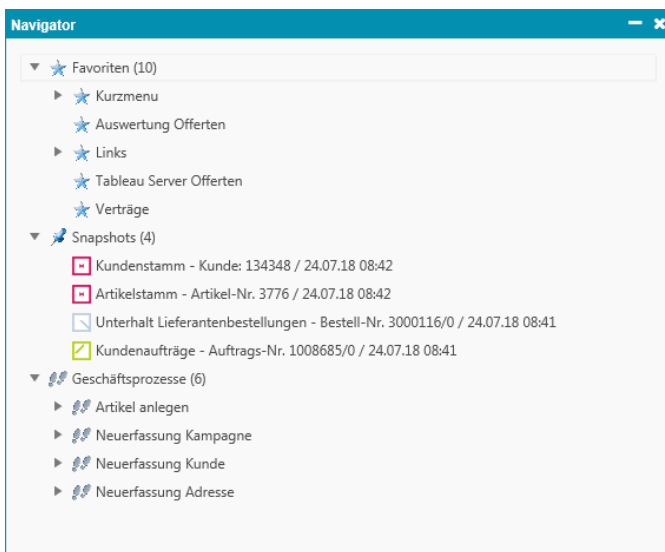 Navigator
Favoriten (10)
Kurzmenu
Auswertung Offerten
Links
Tableau Server Offerten
Verträge
Snapshots (4)
Kundenstamm - Kunde: 134348 / 24.07.18 08:42
Artikelstamm - Artikel-Nr. 3776 / 24.07.18 08:42
Unterhalt Lieferantenbestellungen - Bestell-Nr. 3000116/0 / 24.07.18 08:41
Kundenaufträge - Auftrags-Nr. 1008685/0 / 24.07.18 08:41
Geschäftsprozesse (6)
Artikel anlegen
Neuerfassung Kampagne
Neuerfassung Kunde
Neuerfassung Adresse